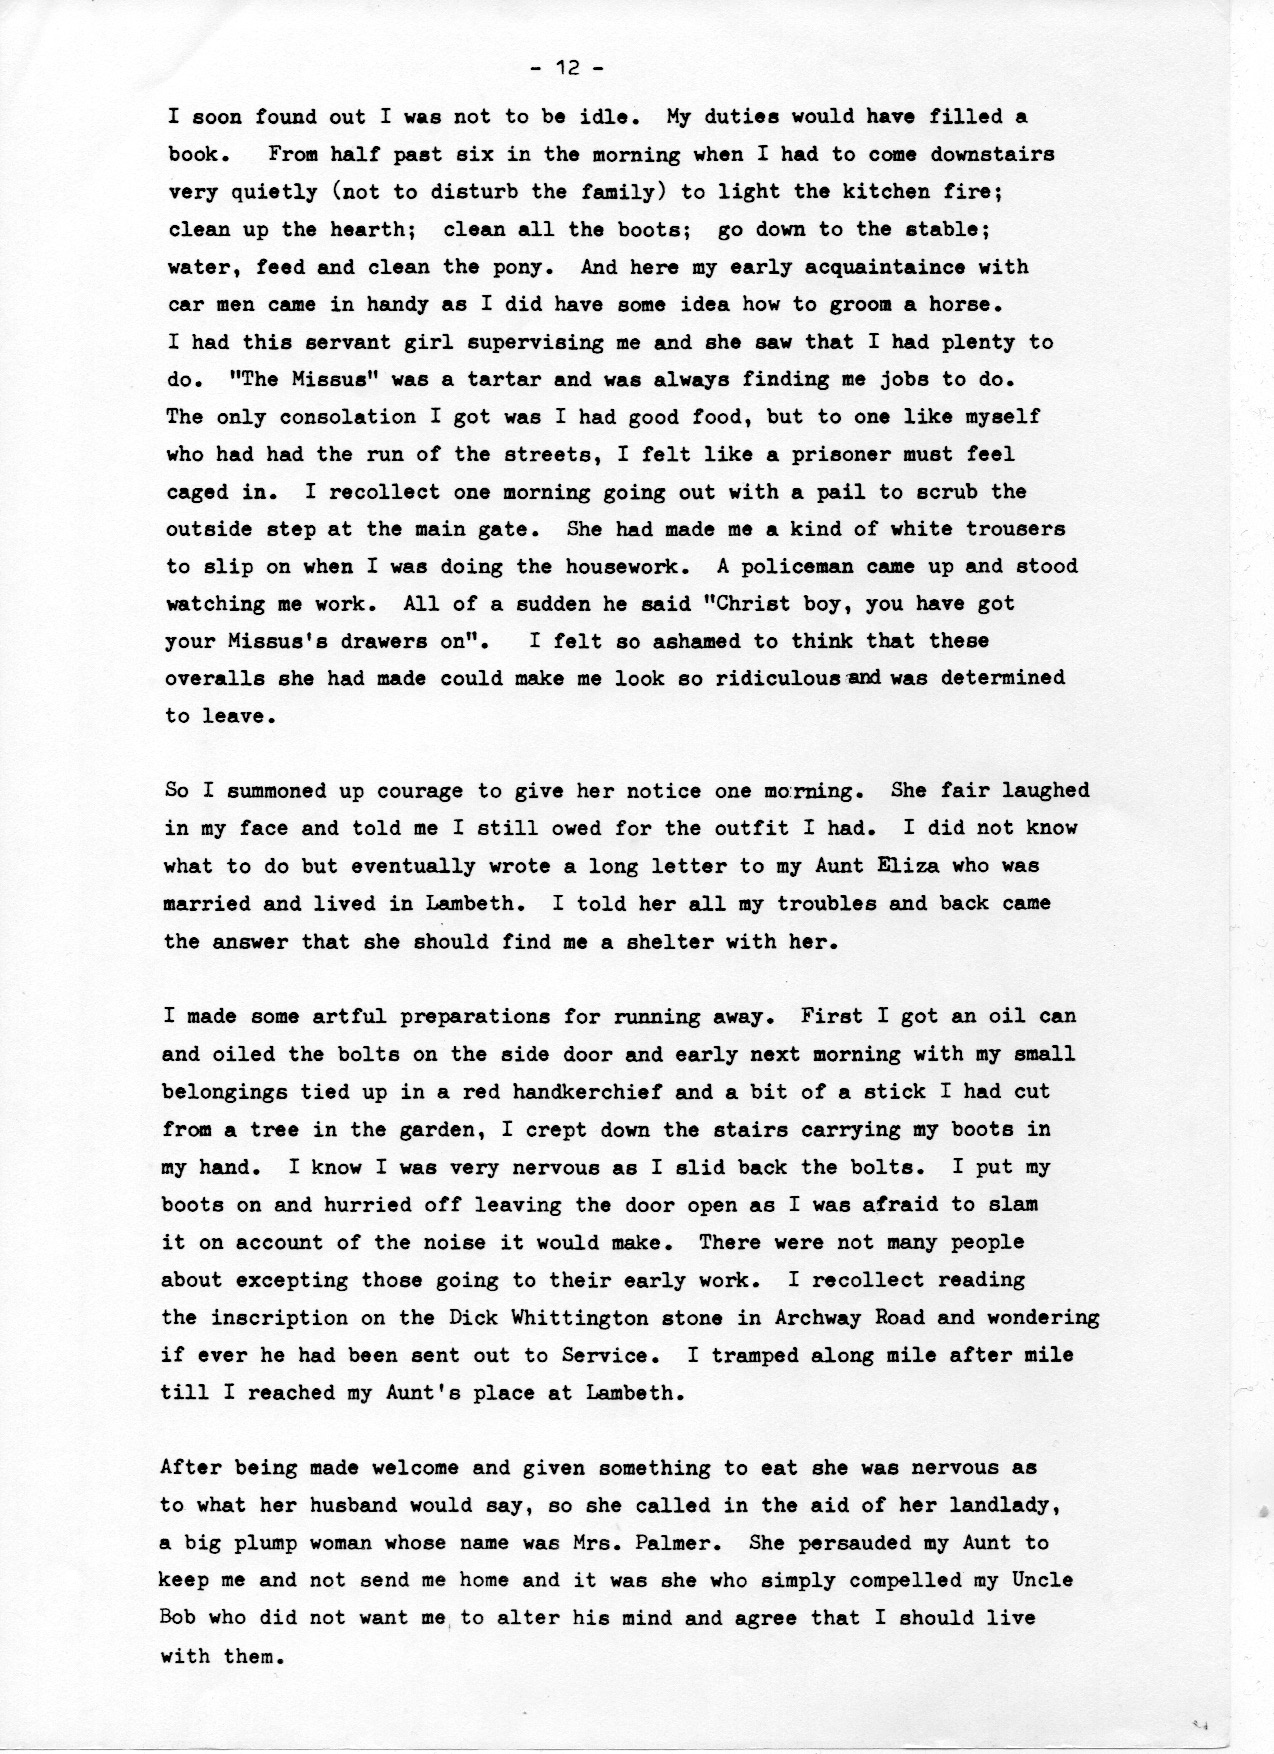 - 12 -
I soon found out I was not to be idle. My duties would have filled a
book. From half past six in the morning when I had to come downstairs
very quietly (not to disturb the family) to light the kitchen fire;
clean up the hearth; clean all the boots; go down to the stable;
water, feed and clean the pony. And here my early acquaintaince with
car men came in handy as I did have some idea how to groom a horse.
I had this servant girl supervising me and she saw that I had plenty to
do. "The Missus" was a tartar and was always finding me jobs to do.
The only consolation I got was I had good food, but to one like myself
who had had the run of the streets, I felt like a prisoner must feel
caged in. I recollect one morning going out with a pail to scrub the
outside step at the main gate. She had made me a kind of white trousers
to slip on when I was doing the housework. A policeman came up and stood
watching me work. All of a sudden he said "Christ boy, you have got
your Missus's drawers on". I felt so ashamed to think that these
overalls she had made could make me look so ridiculous and was determined
to leave.
So I summoned up courage to give her notice one morning. She fair laughed
in my face and told me I still owed for the outfit I had. I did not know
what to do but eventually wrote a long letter to my Aunt Eliza who was
married and lived in Lambeth. I told her all my troubles and back came
the answer that she should find me a shelter with her.
I made some artful preparations for running away. First I got an oil can
and oiled the bolts on the side door and early next morning with my small
belongings tied up in a red handkerchief and a bit of a stick I had cut
from a tree in the garden, I crept down the stairs carrying my boots in
my hand. I know I was very nervous as I slid back the bolts. I put my
boots on and hurried off leaving the door open as I was afraid to slam
it on account of the noise it would make. There were not many people
about excepting those going to their early work. I recollect reading
the inscription on the Dick Whittington stone in Archway Road and wondering
if ever he had been sent out to Service. I tramped along mile after mile
till I reached my Aunt's place at Lambeth.
After being made welcome and given something to eat she was nervous as
to what her husband would say, so she called in the aid of her landlady,
a big plump woman whose name was Mrs. Palmer. She persauded my Aunt to
keep me and not send me home and it was she who simply compelled my Uncle
Bob who did not want me, to alter his mind and agree that I should live
with them.